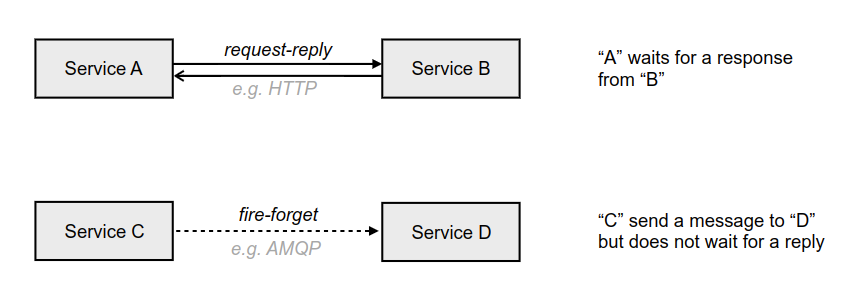 request-reply
Service A
Service B
e.g. HTTP
“A” waits for a response
from “B”
fire-forget
Service C
Service D
e.g. AMQP
“C” send a message to “D”
but does not wait for a reply